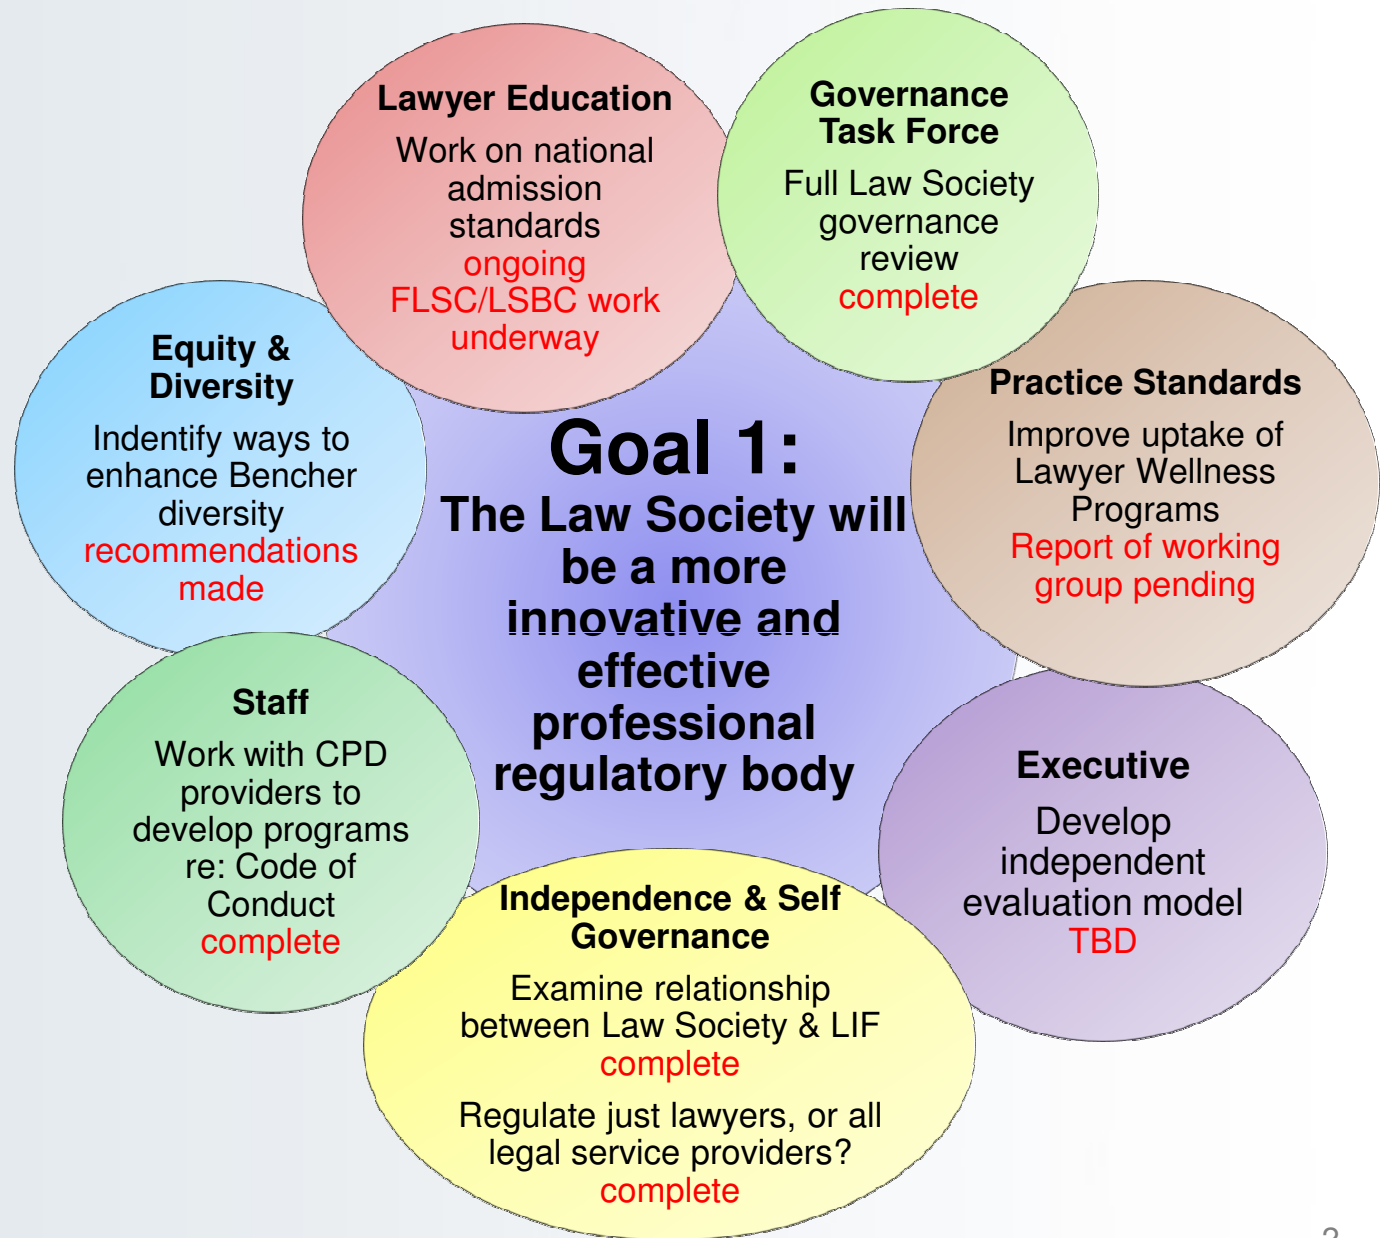 Lawyer Education
Work on national
admission
standards
ongoing
FLSC/LSBC work
underway
Governance
Task Force
Full Law Society
governance
review
complete
Equity &
Diversity
Indentify ways to
enhance Bencher
diversity
recommendations
made
Goal 1:
The Law Society will
be a more
innovative and
effective
professional
regulatory body
Practice Standards
Improve uptake of
Lawyer Wellness
Programs
Report of working
group pending
Staff
Work with CPD
providers to
develop programs
re: Code of
Conduct
complete
Executive
Develop
independent
evaluation model
TBD
Independence & Self
Governance
Examine relationship
between Law Society & LIF
complete
Regulate just lawyers, or all
legal service providers?
complete